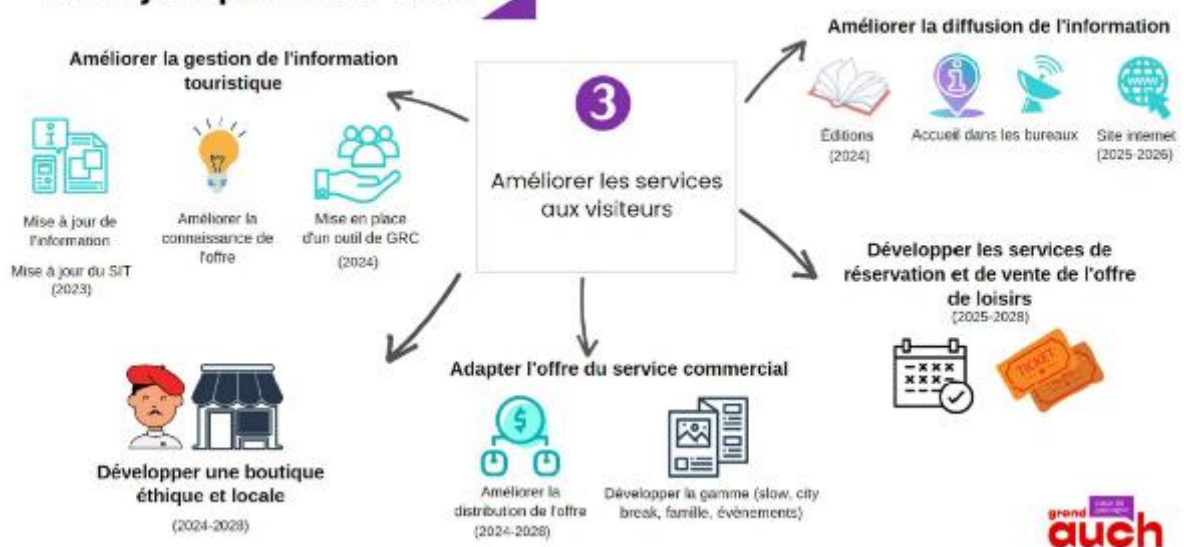 Améliorer la gestion de l'information
touristique
Mise à jour de
l'information
Mise à jour du SIT
(2023)
Améliorer la
connaissance de
l'offre
Mise en place
d'un outil de GRC
(2024)
3
Améliorer les services
aux visiteurs
Améliorer la diffusion de l'information
Éditions
(2024)
Accueil dans les bureaux
www
Site internet
(2025-2026)
Développer les services de
réservation et de vente de l'offre
de loisirs
(2025-2028)
TICKET
Développer une boutique
éthique et locale
(2024-2028)
Adapter l'offre du service commercial
$
Améliorer la
distribution de l'offre
(2024-2028)
Développer la gamme (slow, city
break, famille, évènements)
grand
auch